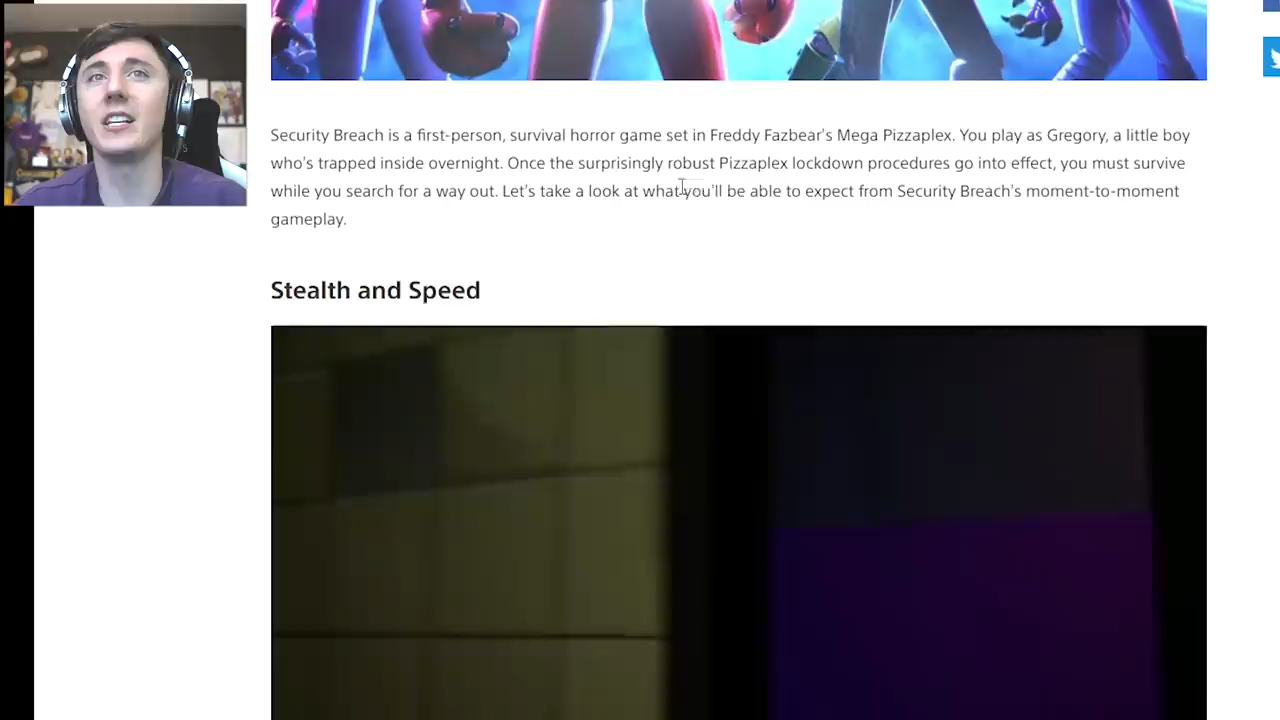 Security Breach is a first-person, survival horror game set in Freddy Fazbear's Mega Pizzaplex. You play as Gregory, a little boy
who's trapped inside overnight. Once the surprisingly robust Pizzaplex lockdown procedures go into effect, you must survive
while you search for a way out. Let's take a look at what you'll be able to expect from Security Breach's moment-to-moment
gameplay.
Stealth and Speed